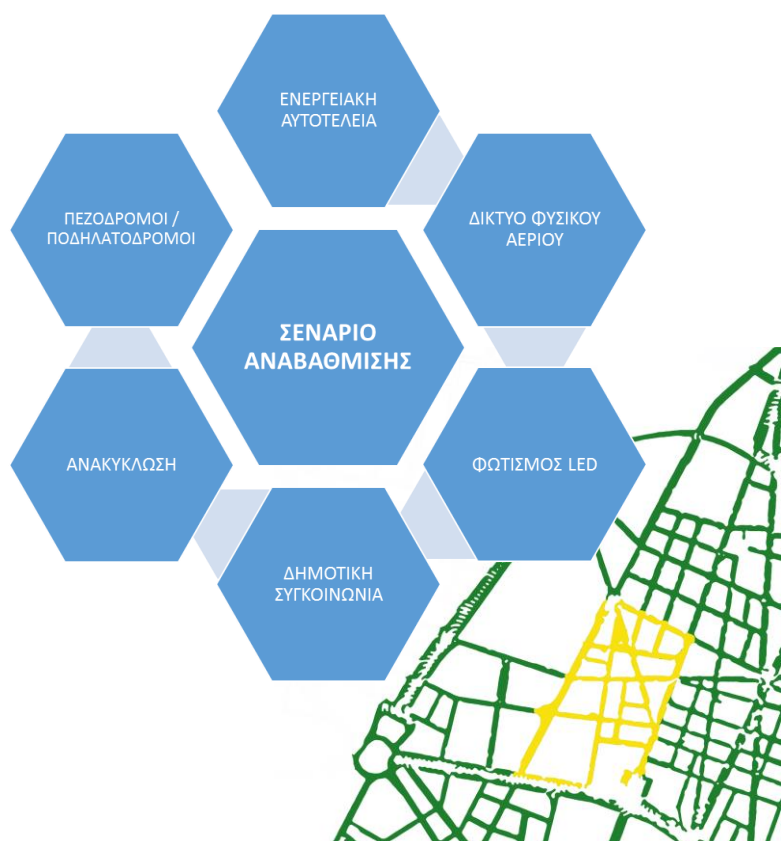 ΕΝΕΡΓΕΙΑΚΗ
ΑΥΤΟΤΕΛΕΙΑ
ΠΕΖΟΔΡΟΜΟΙ /
ΠΟΔΗΛΑΤΟΔΡΟΜΟΙ
ΔΙΚΤΥΟ ΦΥΣΙΚΟΥ
ΑΕΡΙΟΥ
ΣΕΝΑΡΙΟ
ΑΝΑΒΑΘΜΙΣΗΣ
ΑΝΑΚΥΚΛΩΣΗ
ΦΩΤΙΣΜΟΣ LED
ΔΗΜΟΤΙΚΗ
ΣΥΓΚΟΙΝΩΝΙΑ